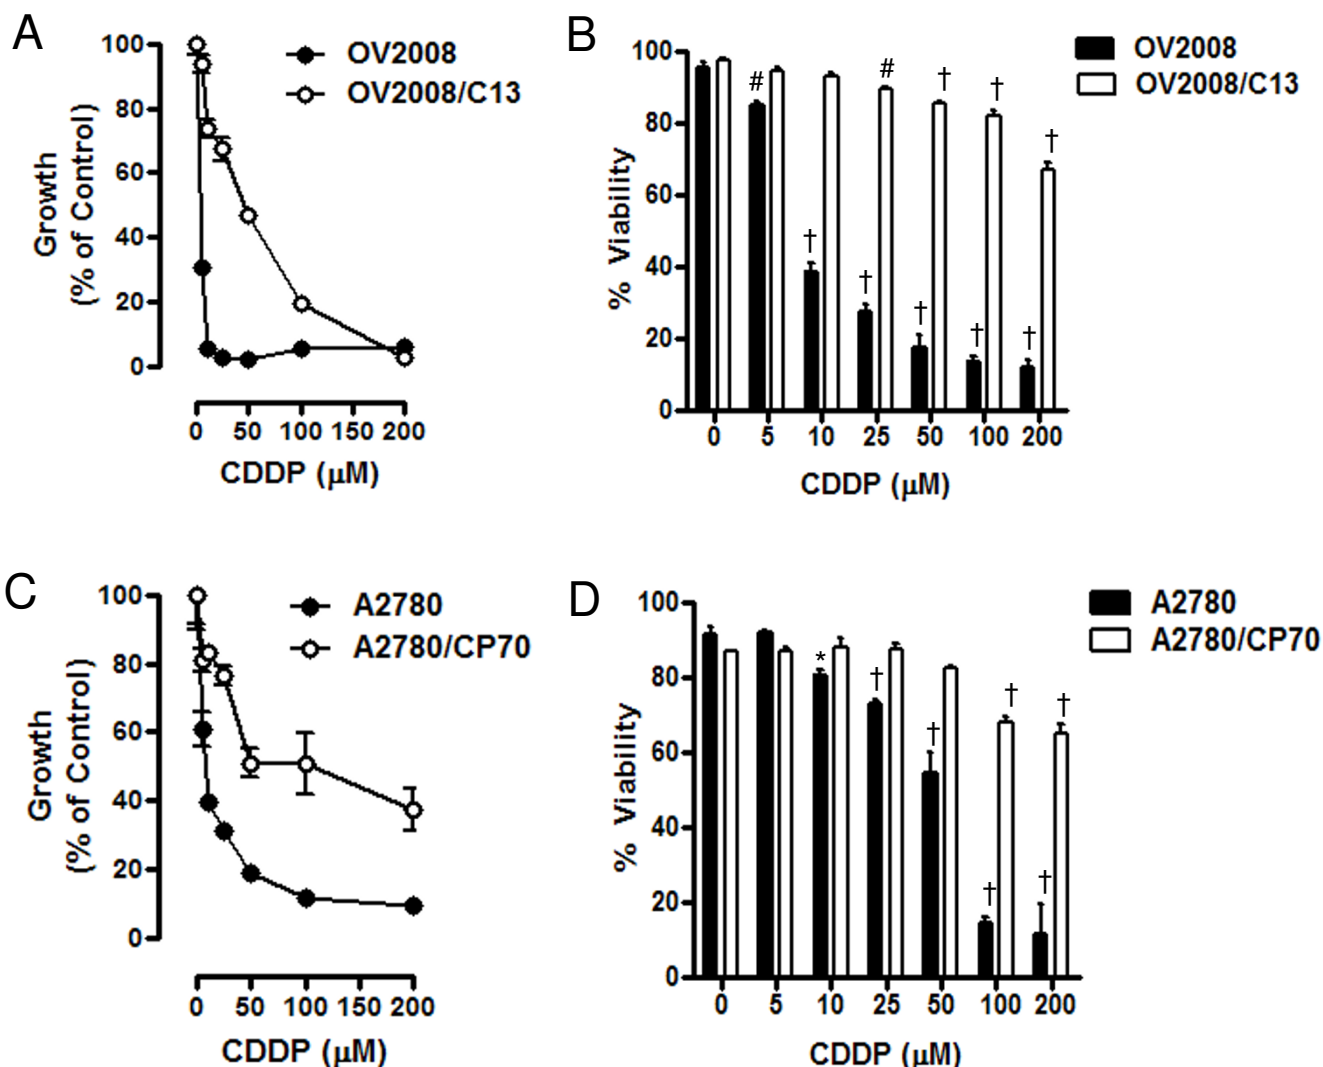 A
OV2008
OV2008/C13
Growth
(% of Control)
100
80
60
40
20
0
0 50 100 150 200
CDDP (µM)
B
OV2008
OV2008/C13
% Viability
100
80
60
40
20
0
# # † † † † † † † †
0 5 10 25 50 100 200
CDDP (µM)
C
A2780
A2780/CP70
Growth
(% of Control)
100
80
60
40
20
0
0 50 100 150 200
CDDP (µM)
D
A2780
A2780/CP70
% Viability
100
80
60
40
20
0
* † † † † † †
0 5 10 25 50 100 200
CDDP (µM)